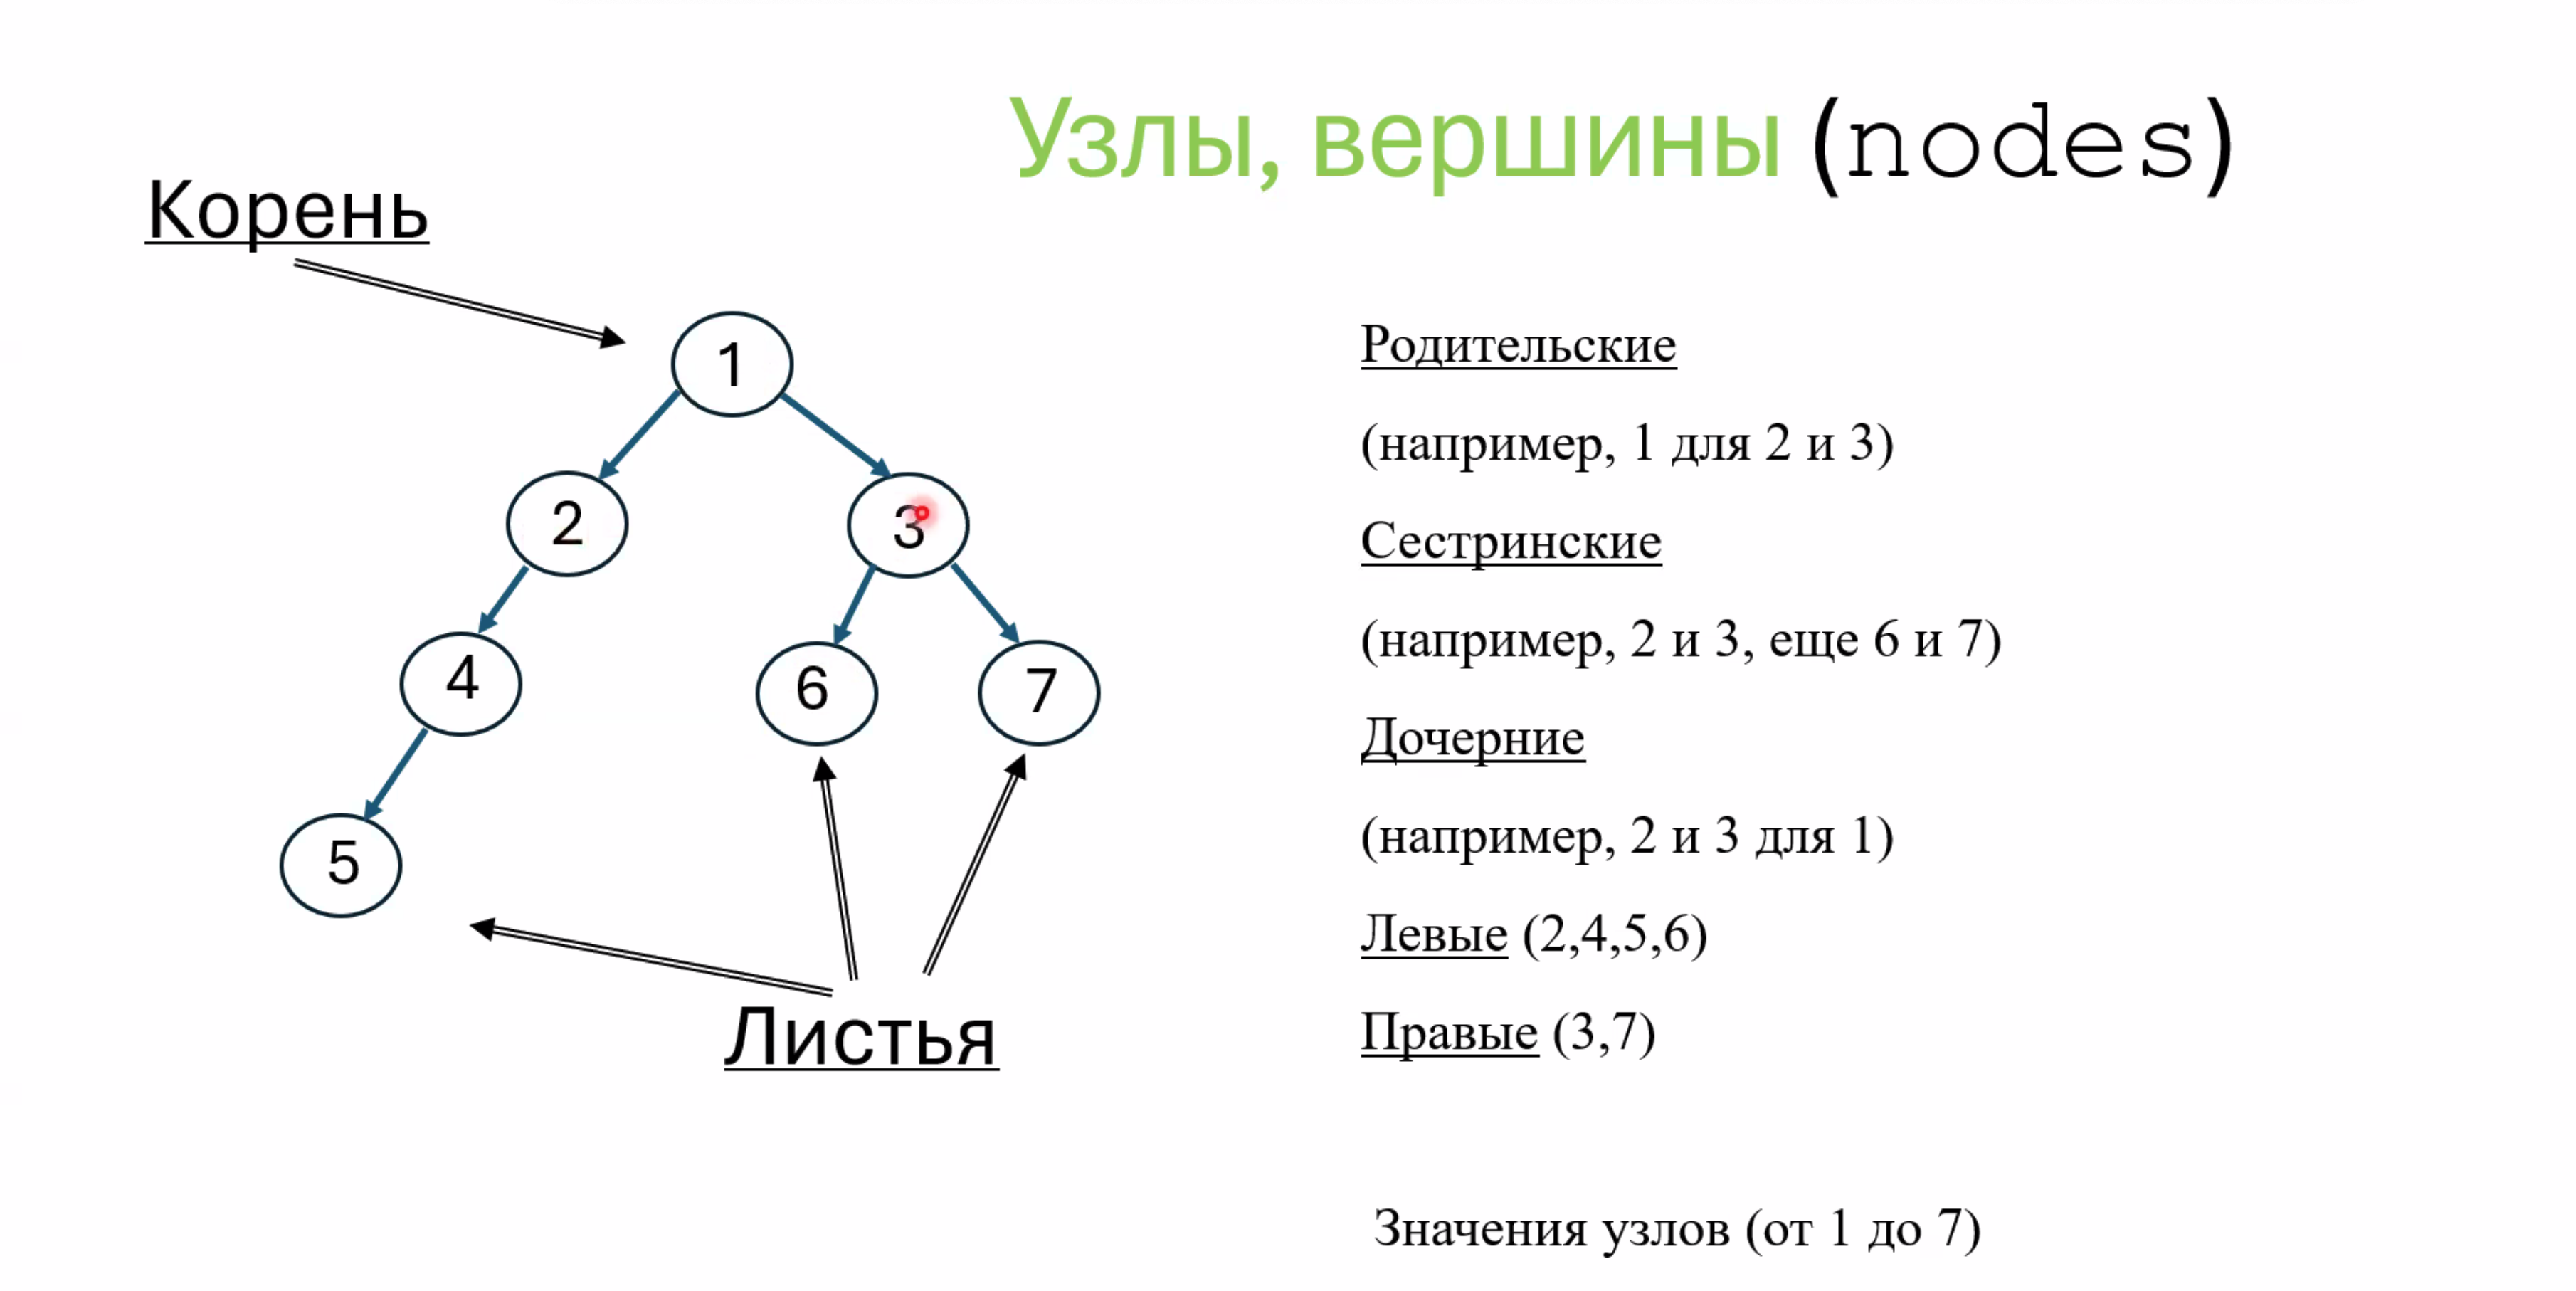 Узлы, вершины (nodes)
Корень
1
2
3
4
6
7
5
Листья
Родительские
(например, 1 для 2 и 3)
Сестринские
(например, 2 и 3, еще 6 и 7)
Дочерние
(например, 2 и 3 для 1)
Левые (2,4,5,6)
Правые (3,7)
Значения узлов (от 1 до 7)